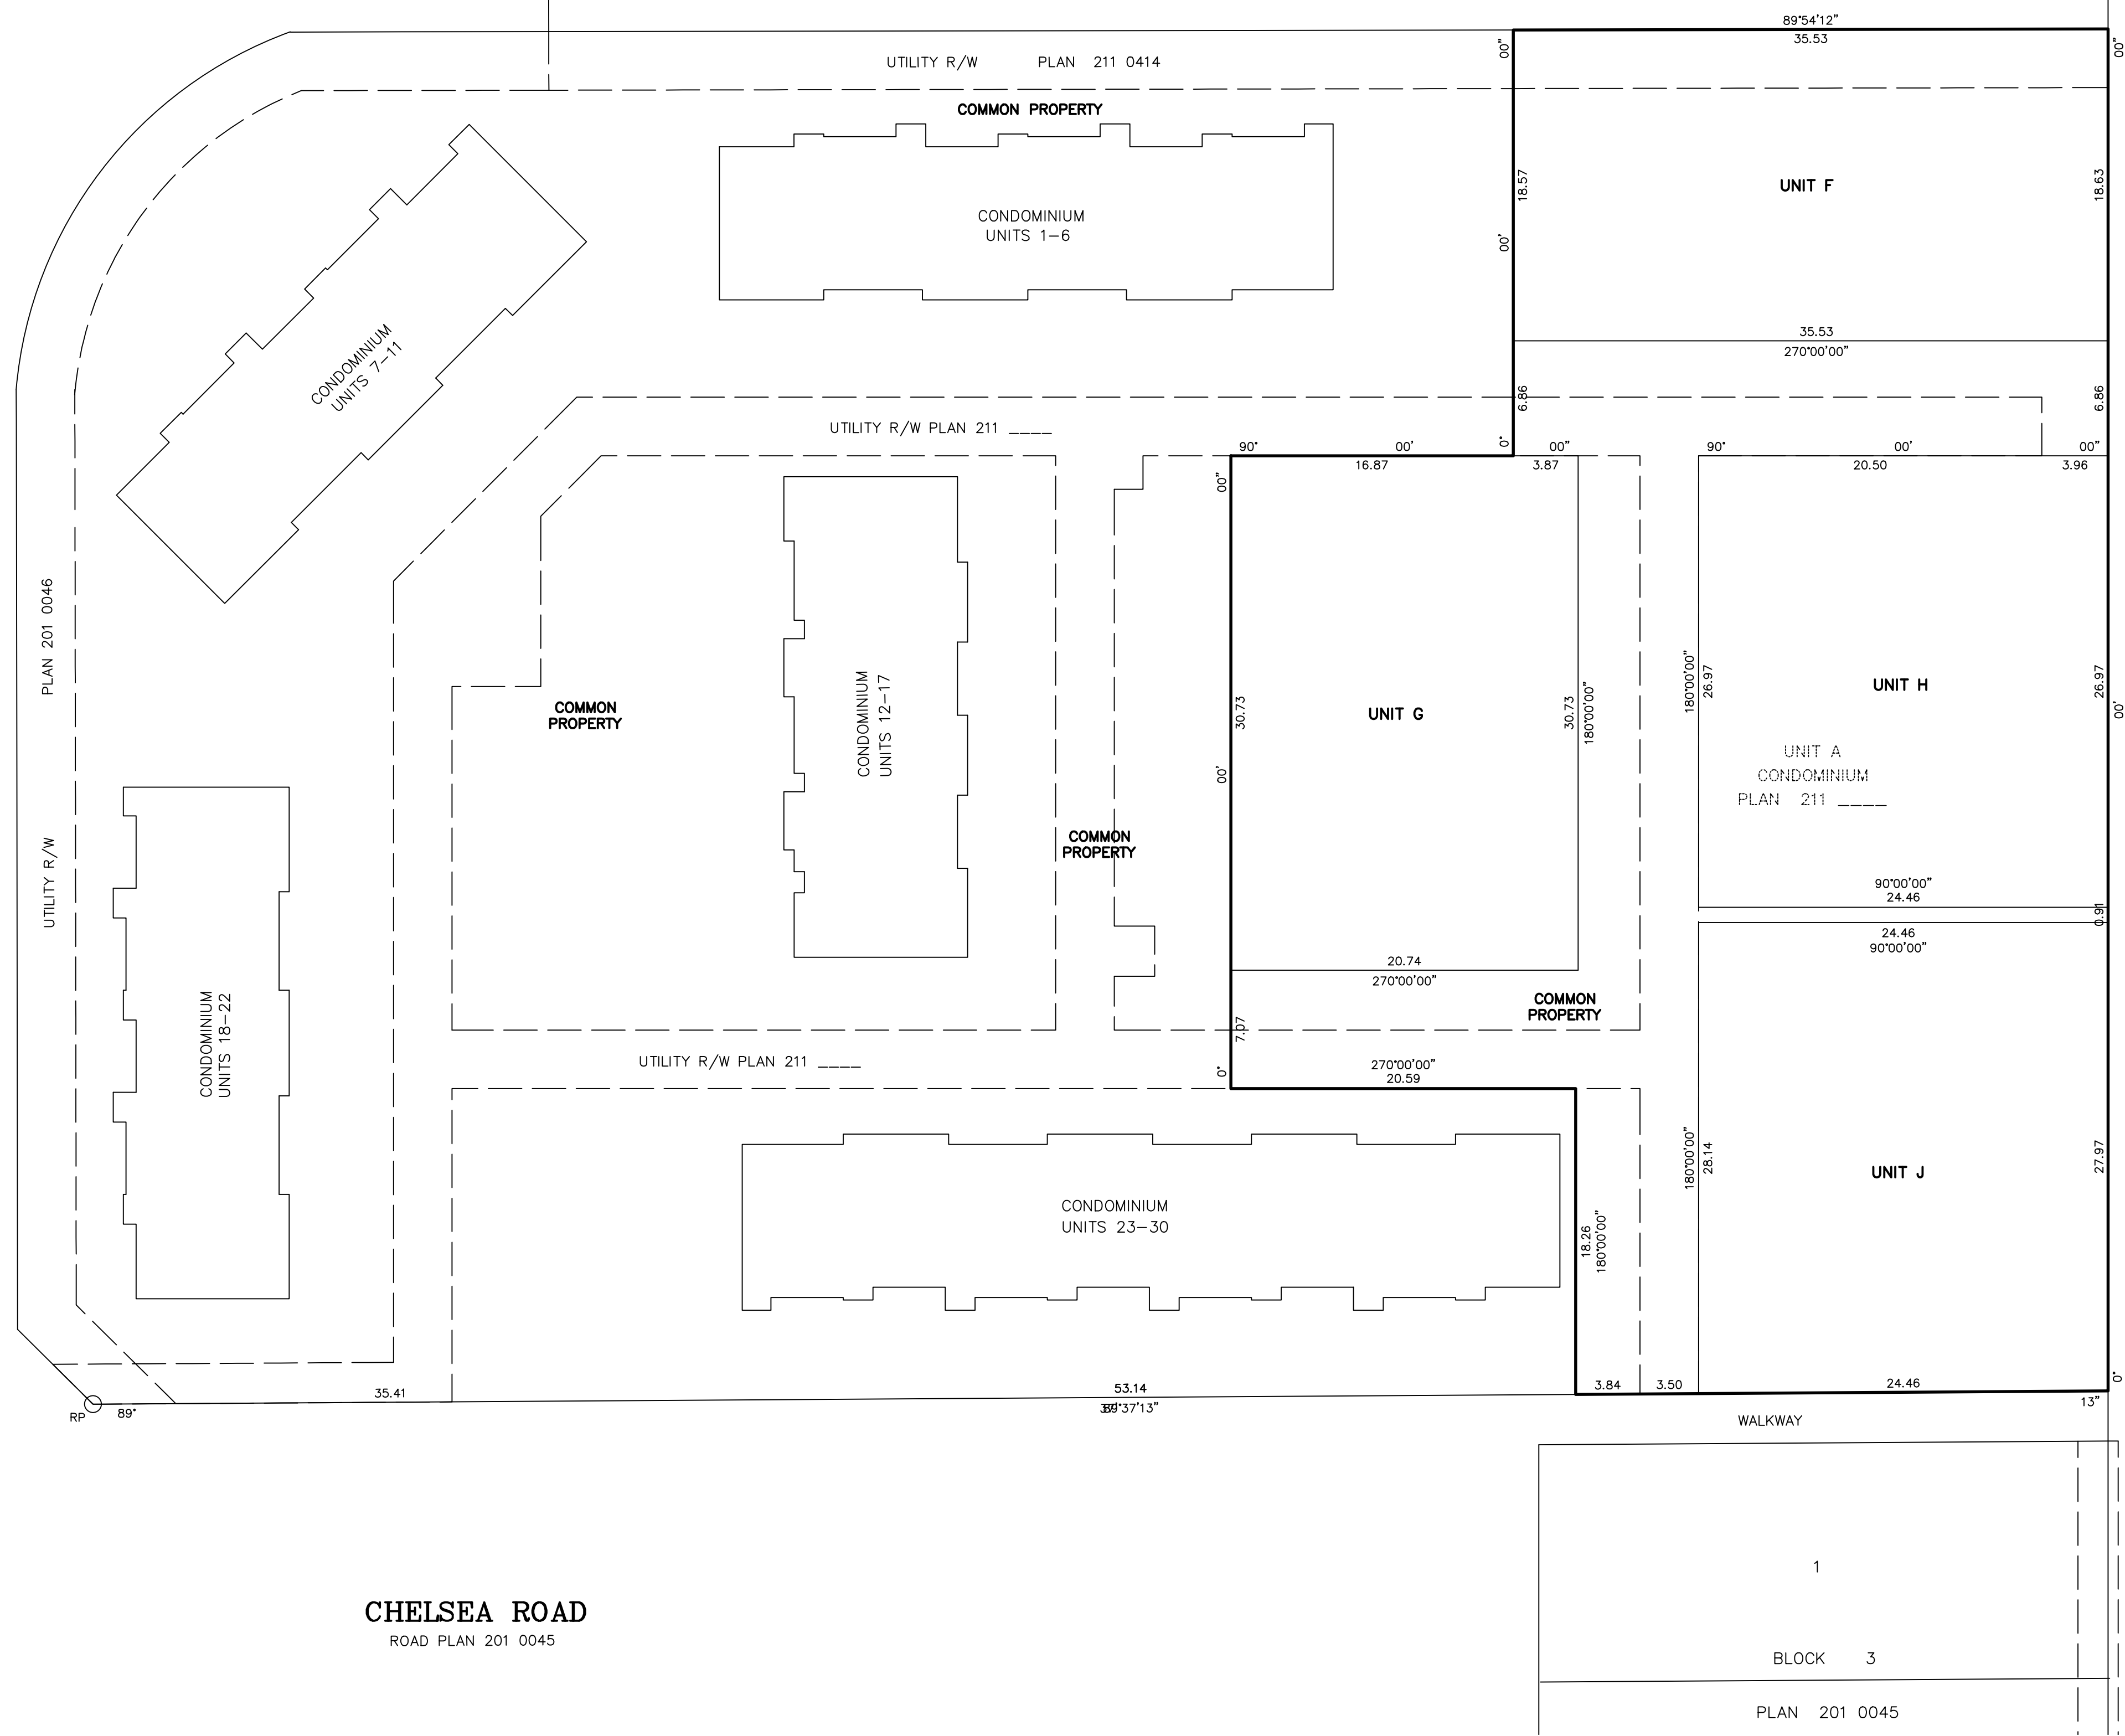 89°54'12"
35.53
00"
00"
UTILITY R/W PLAN 211 0414
COMMON PROPERTY
18.57
UNIT F
18.63
CONDOMINIUM
UNITS 1-6
00'
35.53
270°00'00"
CONDOMINIUM
UNITS 7-11
6.86
6.86
UTILITY R/W PLAN 211 ____
0°
90° 00' 00"
16.87
3.87
90° 00' 00"
20.50
3.96
00"
PLAN 201 0046
UTILITY R/W
COMMON
PROPERTY
CONDOMINIUM
UNITS 12-17
30.73
UNIT G
30.73
180°00'00"
180°00'00"
26.97
UNIT H
26.97
00'
UNIT A
CONDOMINIUM
PLAN 211 ____
00'
COMMON
PROPERTY
90°00'00"
24.46
0.91
24.46
90°00'00"
20.74
270°00'00"
COMMON
PROPERTY
CONDOMINIUM
UNITS 18-22
7.07
0°
UTILITY R/W PLAN 211 ____
270°00'00"
20.59
180°00'00"
28.14
UNIT J
27.97
CONDOMINIUM
UNITS 23-30
18.26
180°00'00"
0°
35.41
53.14
3.84
3.50
24.46
RP
89°
37'
89°37'13"
13"
WALKWAY
1
CHELSEA ROAD
ROAD PLAN 201 0045
BLOCK 3
PLAN 201 0045